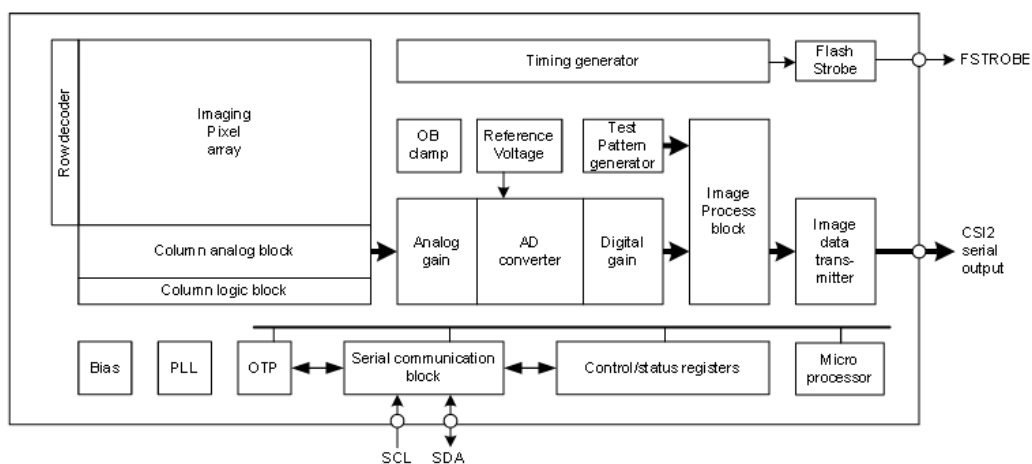 Row decoder
Imaging
Pixel
array
Timing generator
Flash
Strobe
FSTROBE
OB
clamp
Reference
Voltage
Test
Pattern
generator
Image
Process
block
Column analog block
Column logic block
Analog
gain
AD
converter
Digital
gain
Image
data
trans-
mitter
CSI2
serial
output
Bias
PLL
OTP
Serial communication
block
Control/status registers
Micro
processor
SCL
SDA